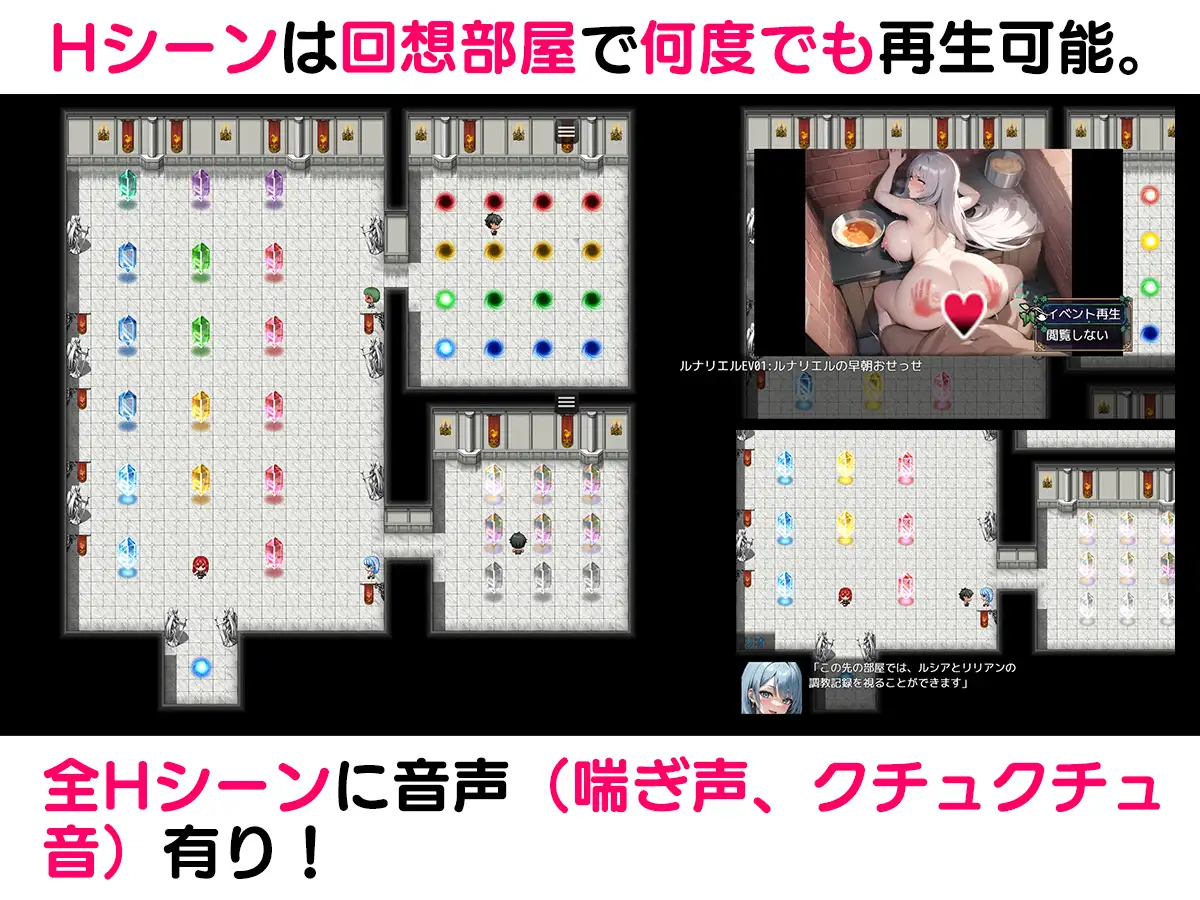 Hシーンは回想部屋で何度でも再生可能。
イベント再生
閲覧しない
ルナリエルEV01:ルナリエルの早朝おせっせ
「この先の部屋では、ルシアとリリアンの
調教記録を視ることができます」
全Hシーンに音声（喘ぎ声、クチュクチュ
音）有り！